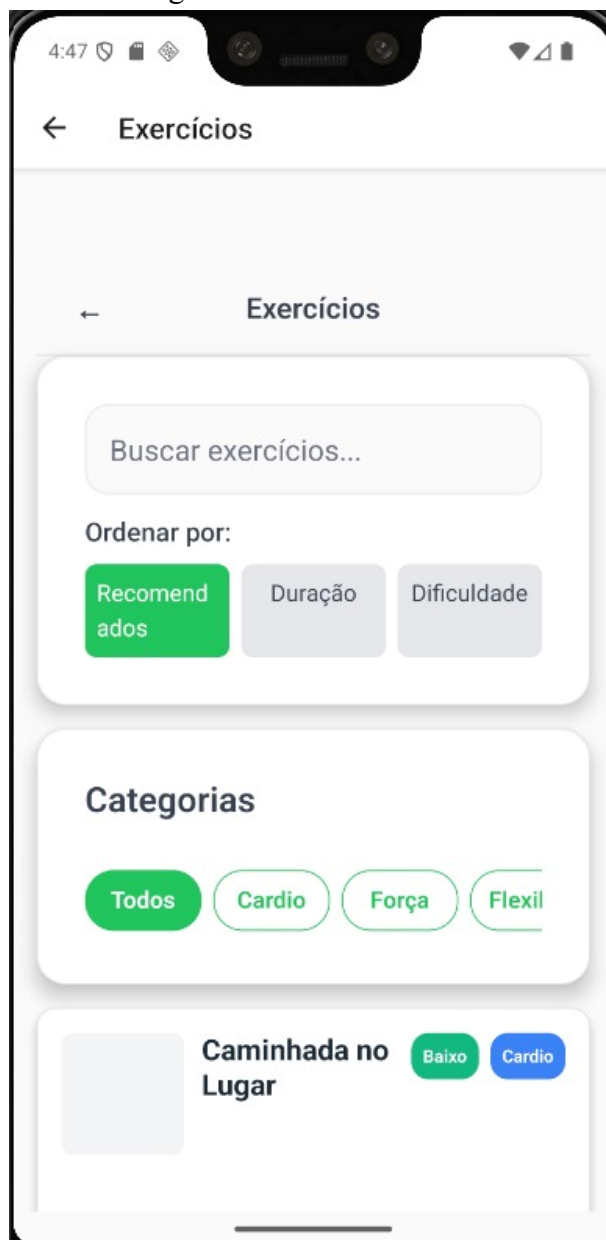 4:47
← Exercícios
← Exercícios
Buscar exercícios...
Ordenar por:
Recomend
ados
Duração
Dificuldade
Categorias
Todos
Cardio
Força
Flexil
Caminhada no
Lugar
Baixo
Cardio